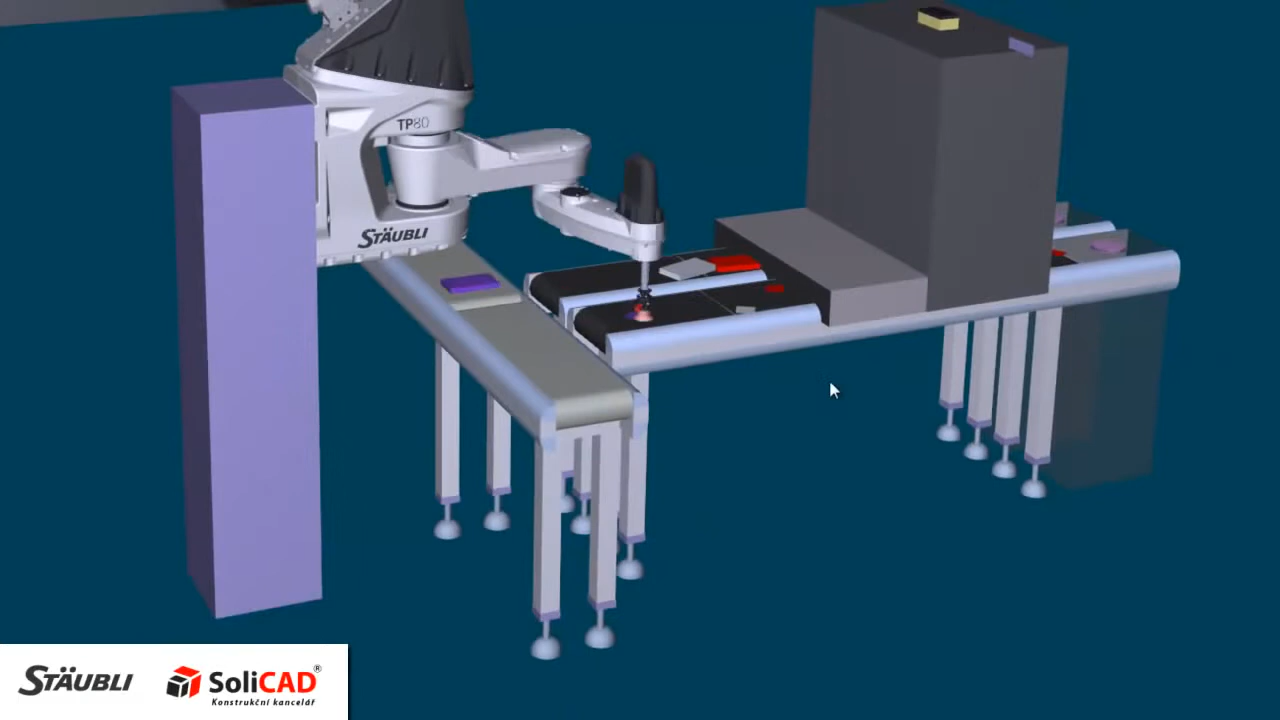 TP80
STÄUBLI
STÄUBLI
SoliCAD®
Konstrukční kancelář